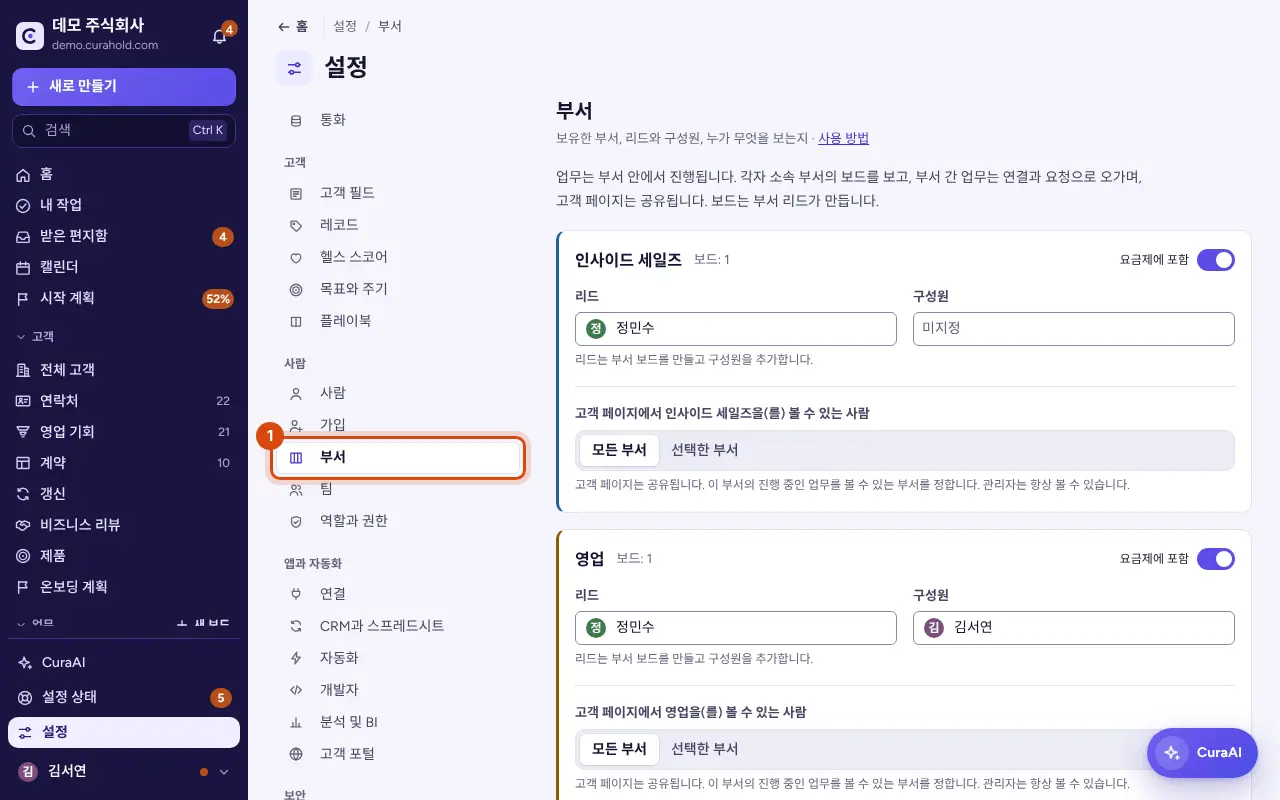 데모 주식회사
demo.curahold.com
4
새로 만들기
검색
Ctrl K
홈
내 작업
받은 편지함
4
캘린더
시작 계획
52%
고객
전체 고객
연락처
22
영업 기회
21
계약
10
갱신
비즈니스 리뷰
제품
온보딩 계획
업무
새 보드
CuraAI
설정 상태
5
설정
김
김서연
홈
설정 / 부서
설정
통화
고객
고객 필드
레코드
헬스 스코어
목표와 주기
플레이북
사람
사람
가입
1
부서
팀
역할과 권한
앱과 자동화
연결
CRM과 스프레드시트
자동화
개발자
분석 및 BI
고객 포털
보안
부서
보유한 부서, 리드와 구성원, 누가 무엇을 보는지 · 사용 방법
업무는 부서 안에서 진행됩니다. 각자 소속 부서의 보드를 보고, 부서 간 업무는 연결과 요청으로 오가며,
고객 페이지는 공유됩니다. 보드는 부서 리드가 만듭니다.
인사이드 세일즈
보드: 1
요금제에 포함
리드
구성원
정
정민수
미지정
리드는 부서 보드를 만들고 구성원을 추가합니다.
고객 페이지에서 인사이드 세일즈을(를) 볼 수 있는 사람
모든 부서
선택한 부서
고객 페이지는 공유됩니다. 이 부서의 진행 중인 업무를 볼 수 있는 부서를 정합니다. 관리자는 항상 볼 수 있습니다.
영업
보드: 1
요금제에 포함
리드
구성원
정
정민수
김
김서연
리드는 부서 보드를 만들고 구성원을 추가합니다.
고객 페이지에서 영업을(를) 볼 수 있는 사람
모든 부서
선택한 부서
고객 페이지는 공유됩니다. 이 부서의 진행 중인 업무를 볼 수 있는 부서를 정합니다. 관리자는 항상 볼 수 있습니다.
CuraAI